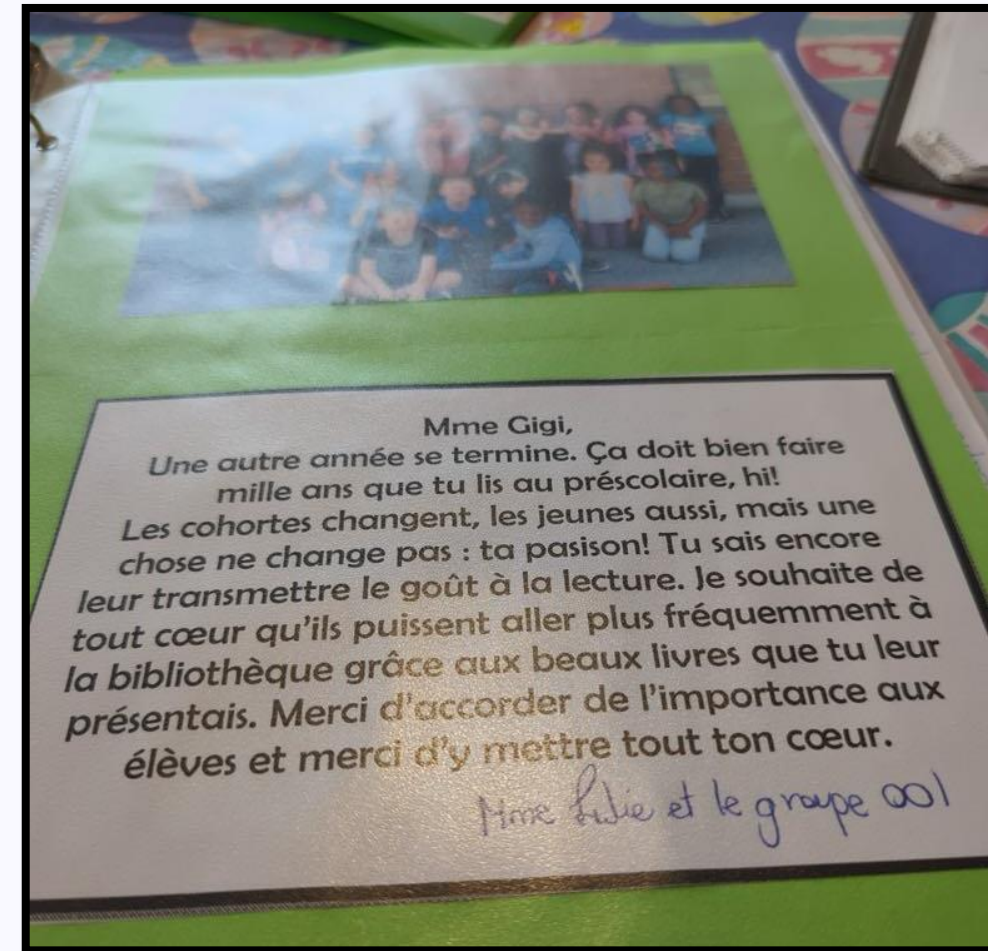 Mme Gigi,
Une autre année se termine. Ça doit bien faire
mille ans que tu lis au préscolaire, hi!
Les cohortes changent, les jeunes aussi, mais une
chose ne change pas : ta pasison! Tu sais encore
leur transmettre le goût à la lecture. Je souhaite de
tout cœur qu'ils puissent aller plus fréquemment à
la bibliothèque grâce aux beaux livres que tu leur
présentais. Merci d'accorder de l'importance aux
élèves et merci d'y mettre tout ton cœur.
Mme Julie et le groupe 001